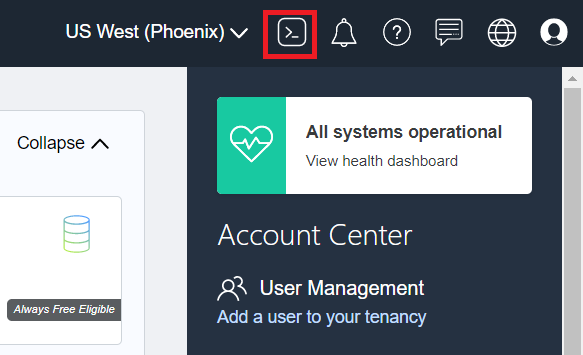 US West (Phoenix)
Collapse
All systems operational
View health dashboard
Account Center
User Management
Add a user to your tenancy
Always Free Eligible